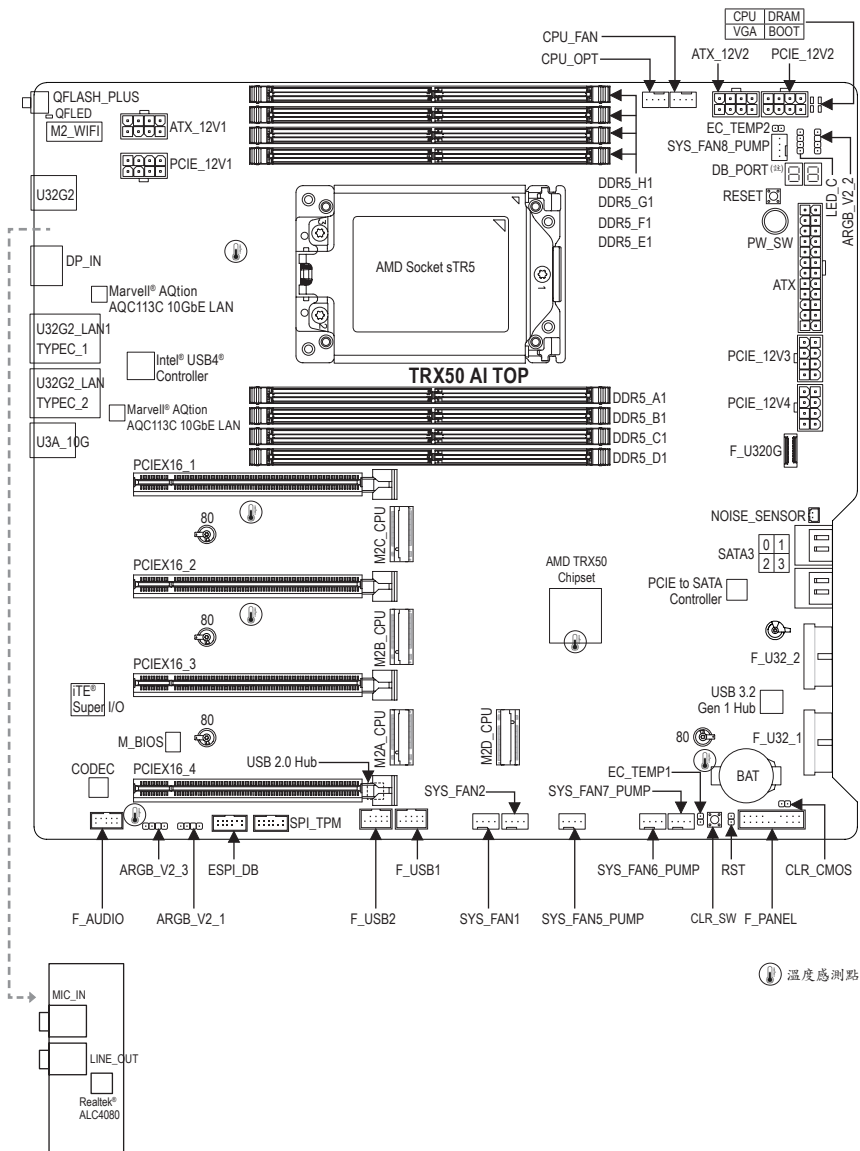 CPU DRAM
VGA BOOT
CPU_FAN
CPU_OPT
ATX_12V2
PCIE_12V2
QFLASH_PLUS
QFLED
M2_WIFI
ATX_12V1
PCIE_12V1
EC_TEMP2
SYS_FAN8_PUMP
DB_PORT(註)
LED_C
ARGB_V2_2
RESET
PW_SW
DDR5_H1
DDR5_G1
DDR5_F1
DDR5_E1
U32G2
DP_IN
3
1
2
AMD Socket sTR5
ATX
Marvell® AQtion
AQC113C 10GbE LAN
U32G2_LAN1
TYPEC_1
Intel® USB4®
Controller
U32G2_LAN
TYPEC_2
Marvell® AQtion
AQC113C 10GbE LAN
U3A_10G
TRX50 AI TOP
DDR5_A1
DDR5_B1
DDR5_C1
DDR5_D1
PCIE_12V3
PCIE_12V4
F_U320G
PCIEX16_1
80
M2C_CPU
NOISE_SENSOR
SATA3
0 1
2 3
PCIEX16_2
AMD TRX50
Chipset
PCIE to SATA
Controller
80
M2B_CPU
F_U32_2
PCIEX16_3
iTE®
Super I/O
USB 3.2
Gen 1 Hub
80
M_BIOS
M2A_CPU
M2D_CPU
80
F_U32_1
USB 2.0 Hub
CODEC
PCIEX16_4
EC_TEMP1
BAT
SYS_FAN2
SYS_FAN7_PUMP
SPI_TPM
ARGB_V2_3
ESPI_DB
F_USB1
SYS_FAN6_PUMP
RST
CLR_CMOS
F_AUDIO
ARGB_V2_1
F_USB2
SYS_FAN1
SYS_FAN5_PUMP
CLR_SW
F_PANEL
溫度感測點
MIC_IN
LINE_OUT
Realtek®
ALC4080